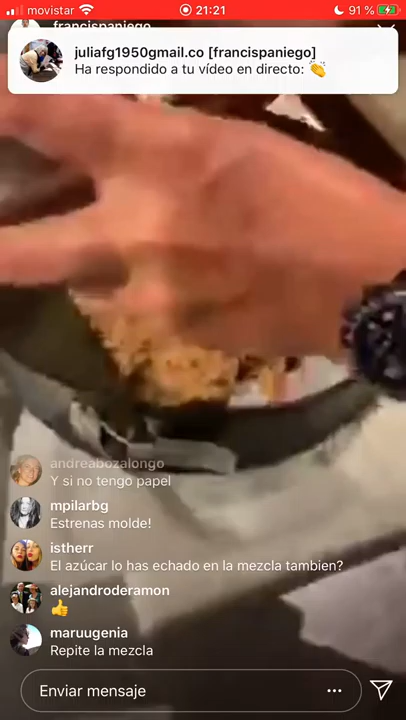 movistar
21:21
91 %
francispaniego
juliafg1950gmail.co [francispaniego]
Ha respondido a tu vídeo en directo: 👏
andreabozalongo
Y si no tengo papel
mpilarbg
Estrenas molde!
istherr
El azúcar lo has echado en la mezcla tambien?
alejandroderamon
👍
maruugenia
Repite la mezcla
Enviar mensaje